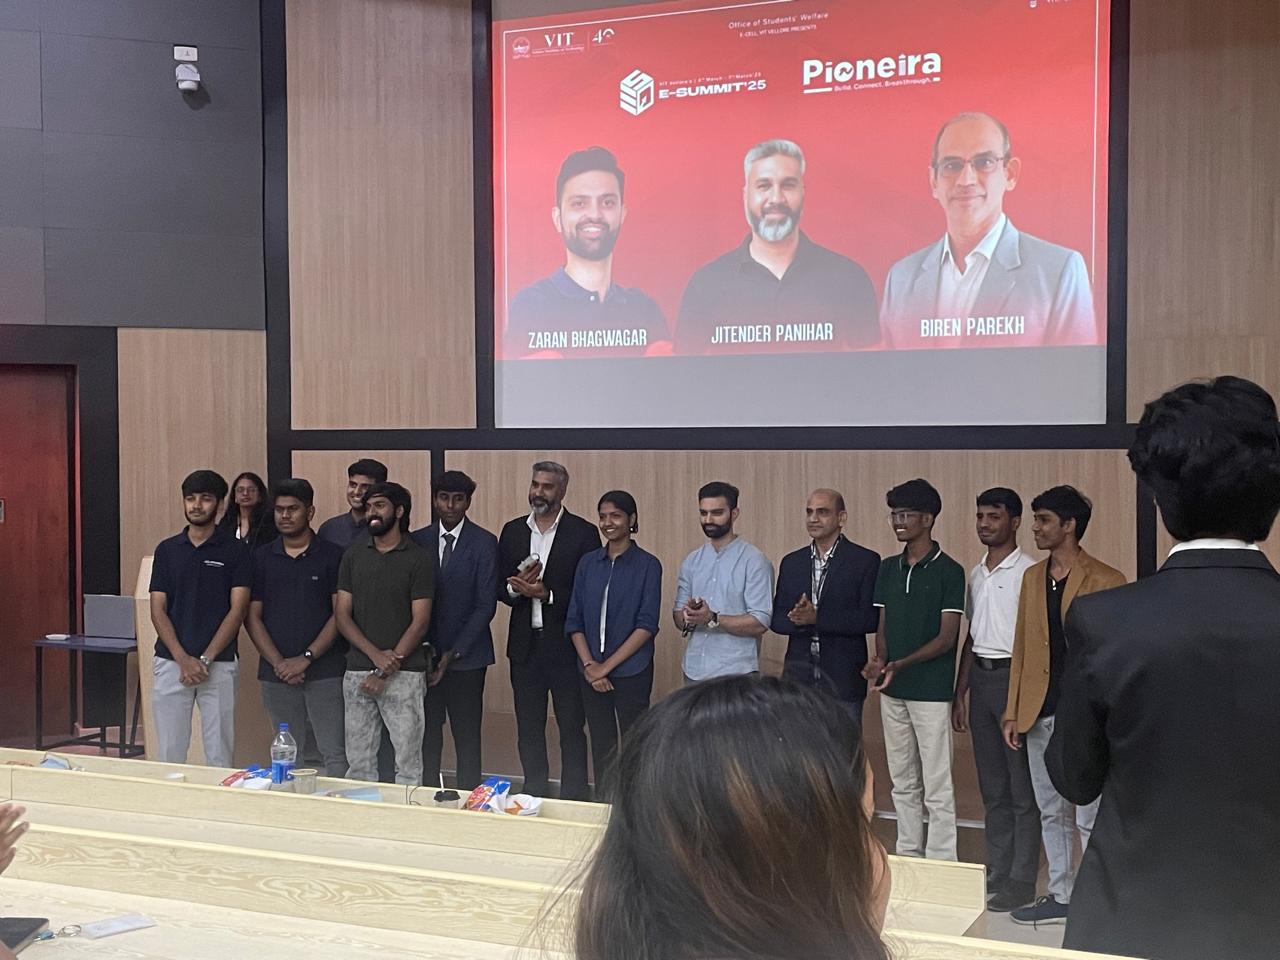 Office of Students' Welfare
E-CELL, VIT VELLORE PRESENTS
VIT
40
E-SUMMIT'25
Pioneira
Build. Connect. Breakthrough.
ZARAN BHAGWAGAR
JITENDER PANIHAR
BIREN PAREKH